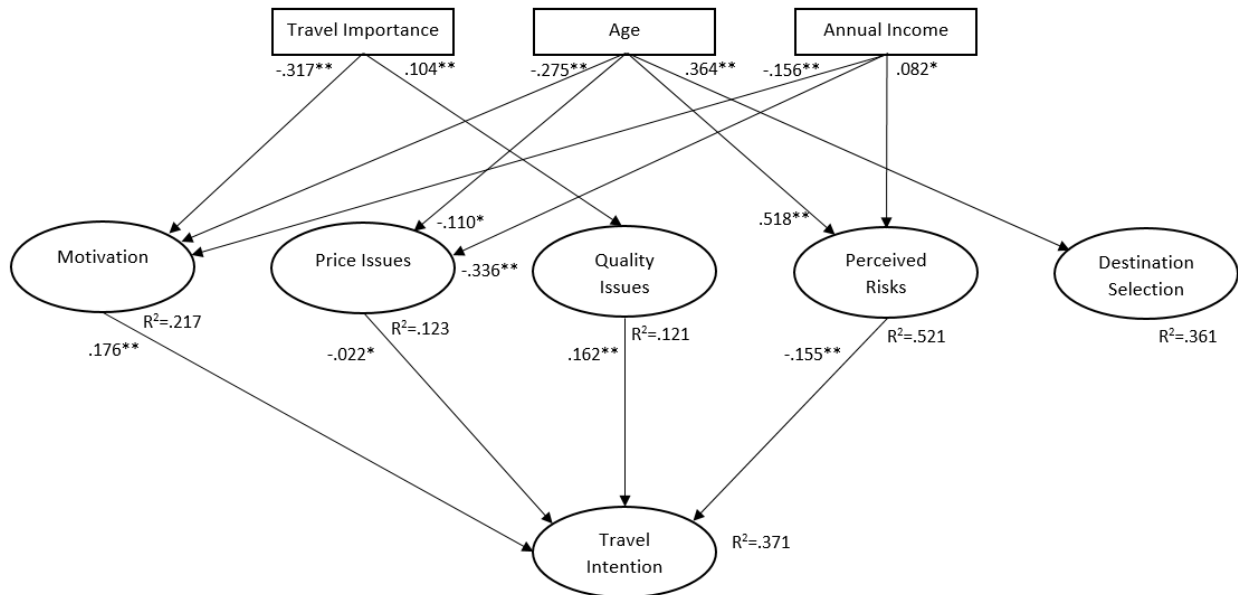 Travel Importance
Age
Annual Income
-.317**
.104**
-.275**
.364**
-.156**
.082*
-.110*
.518**
-.336**
Motivation
Price Issues
Quality
Issues
Perceived
Risks
Destination
Selection
R²=.217
R²=.123
R²=.121
R²=.521
R²=.361
.176**
-.022*
.162**
-.155**
Travel
Intention
R²=.371